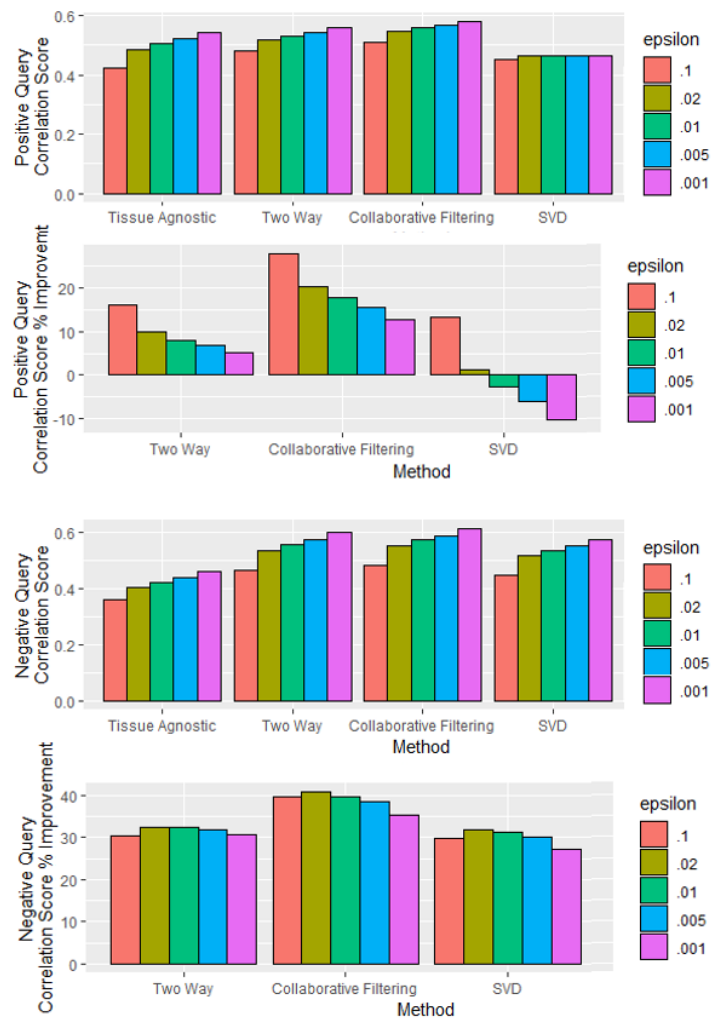 Positive Query
Correlation Score
0.6
0.4
0.2
0.0
Tissue Agnostic
Two Way
Collaborative Filtering
SVD
epsilon
.1
.02
.01
.005
.001
Positive Query
Correlation Score % Improvemt
20
10
0
-10
Two Way
Collaborative Filtering
SVD
Method
epsilon
.1
.02
.01
.005
.001
Negative Query
Correlation Score
0.6
0.4
0.2
0.0
Tissue Agnostic
Two Way
Collaborative Filtering
SVD
Method
epsilon
.1
.02
.01
.005
.001
Negative Query
Correlation Score % Improvement
40
30
20
10
0
Two Way
Collaborative Filtering
SVD
Method
epsilon
.1
.02
.01
.005
.001